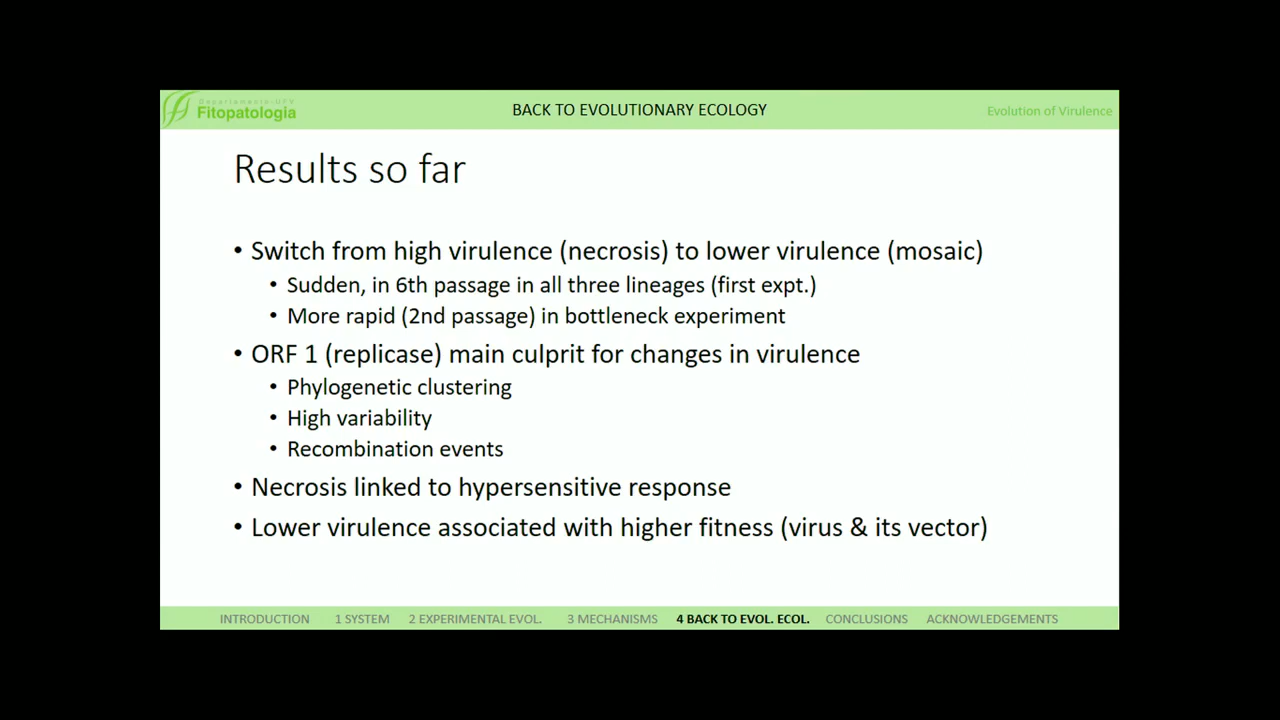 Departamento-UFV
Fitopatologia
BACK TO EVOLUTIONARY ECOLOGY
Evolution of Virulence
Results so far
• Switch from high virulence (necrosis) to lower virulence (mosaic)
• Sudden, in 6th passage in all three lineages (first expt.)
• More rapid (2nd passage) in bottleneck experiment
• ORF 1 (replicase) main culprit for changes in virulence
• Phylogenetic clustering
• High variability
• Recombination events
• Necrosis linked to hypersensitive response
• Lower virulence associated with higher fitness (virus & its vector)
INTRODUCTION 1 SYSTEM 2 EXPERIMENTAL EVOL. 3 MECHANISMS 4 BACK TO EVOL. ECOL. CONCLUSIONS ACKNOWLEDGEMENTS